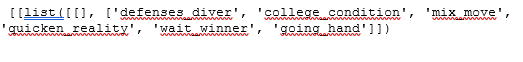 [[list([[], ['defenses_diver', 'college_condition', 'mix_move',
'quicken_reality', 'wait_winner', 'going_hand']])